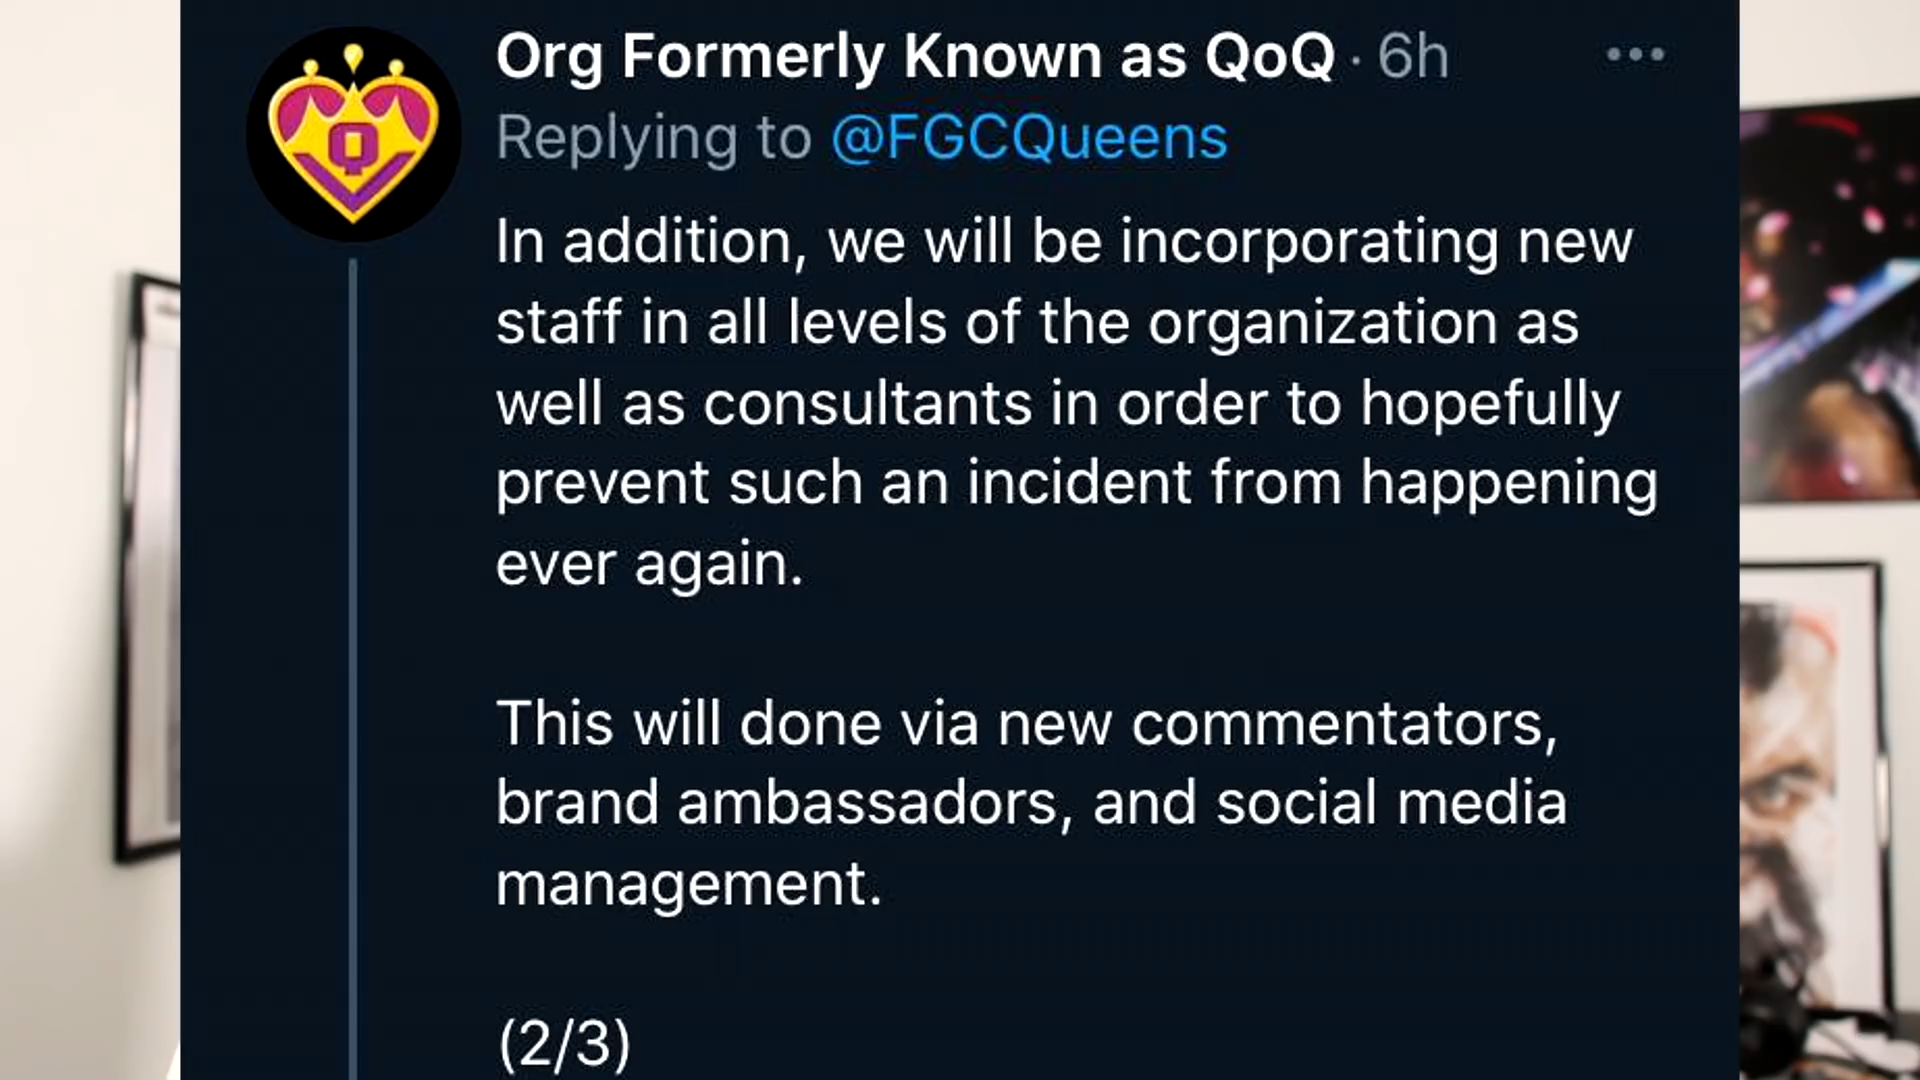 Org Formerly Known as QoQ · 6h
Replying to @FGCQueens
In addition, we will be incorporating new
staff in all levels of the organization as
well as consultants in order to hopefully
prevent such an incident from happening
ever again.
This will done via new commentators,
brand ambassadors, and social media
management.
(2/3)
Q